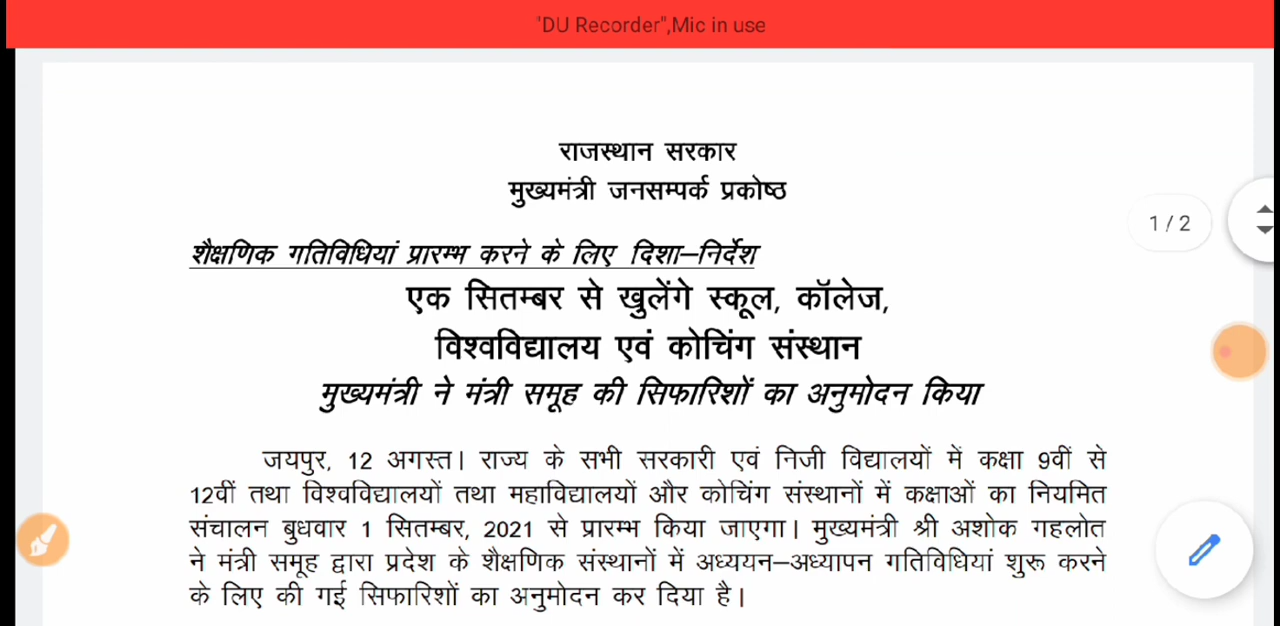 "DU Recorder",Mic in use
राजस्थान सरकार
मुख्यमंत्री जनसम्पर्क प्रकोष्ठ
1 / 2
शैक्षणिक गतिविधियां प्रारम्भ करने के लिए दिशा–निर्देश
एक सितम्बर से खुलेंगे स्कूल, कॉलेज,
विश्वविद्यालय एवं कोचिंग संस्थान
मुख्यमंत्री ने मंत्री समूह की सिफारिशों का अनुमोदन किया
जयपुर, 12 अगस्त। राज्य के सभी सरकारी एवं निजी विद्यालयों में कक्षा 9वीं से
12वीं तथा विश्वविद्यालयों तथा महाविद्यालयों और कोचिंग संस्थानों में कक्षाओं का नियमित
संचालन बुधवार 1 सितम्बर, 2021 से प्रारम्भ किया जाएगा। मुख्यमंत्री श्री अशोक गहलोत
ने मंत्री समूह द्वारा प्रदेश के शैक्षणिक संस्थानों में अध्ययन–अध्यापन गतिविधियां शुरू करने
के लिए की गई सिफारिशों का अनुमोदन कर दिया है।